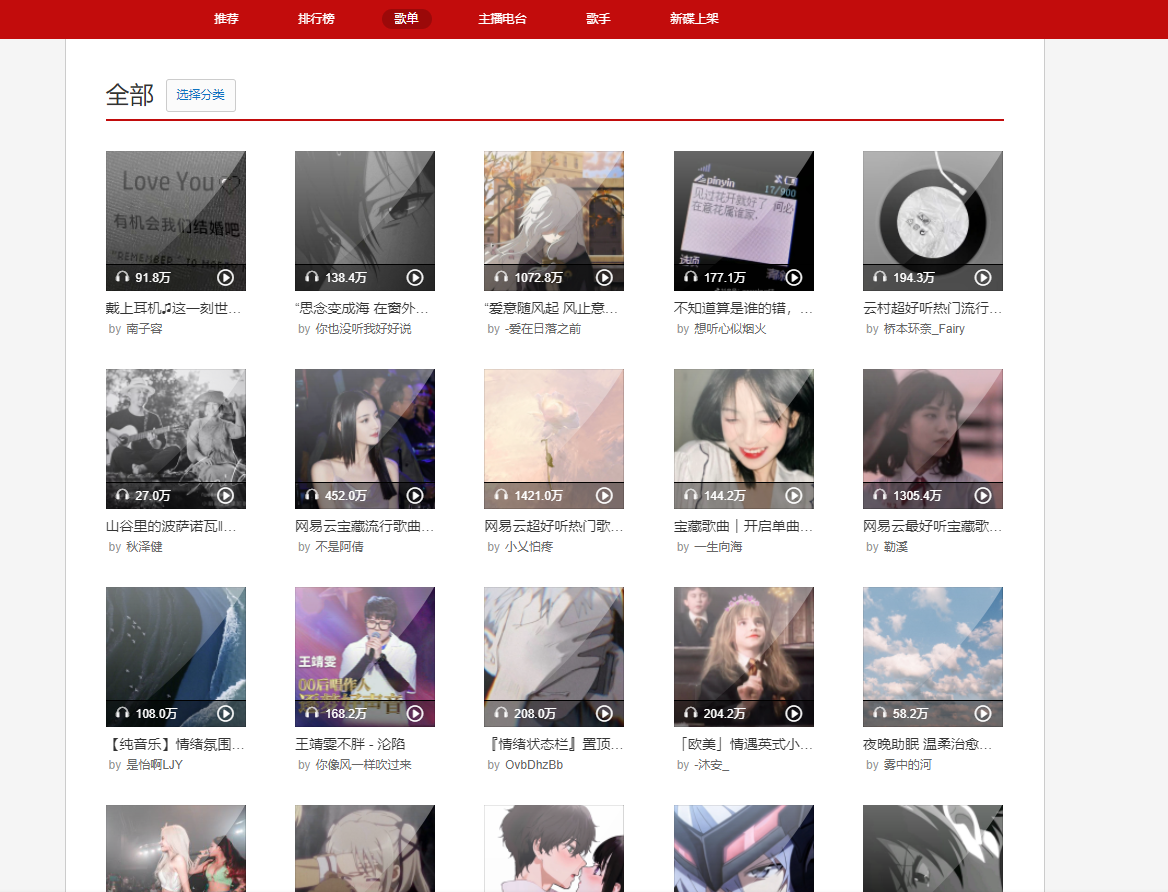 推荐
排行榜
歌单
主播电台
歌手
新碟上架
全部
选择分类
Love You
有机会我们结婚吧
91.8万
138.4万
1072.8万
pinyin
17/900
见过花开就好了 何必
在意花属谁家.
选项
177.1万
194.3万
戴上耳机♫这一刻世...
by 南子容
“思念变成海 在窗外...
by 你也没听我好好说
“爱意随风起 风止意...
by -爱在日落之前
不知道算是谁的错，...
by 想听心似烟火
云村超好听热门流行...
by 桥本环奈_Fairy
27.0万
452.0万
1421.0万
144.2万
1305.4万
山谷里的波萨诺瓦‖...
by 秋泽健
网易云宝藏流行歌曲...
by 不是阿倩
网易云超好听热门歌...
by 小乂怕疼
宝藏歌曲｜开启单曲...
by 一生向海
网易云最好听宝藏歌...
by 勒溪
108.0万
王靖雯
00后唱作人
168.2万
208.0万
204.2万
58.2万
【纯音乐】情绪氛围...
by 是怡啊LJY
王靖雯不胖 - 沦陷
by 你像风一样吹过来
『情绪状态栏』置顶...
by OvbDhzBb
「欧美」情遇英式小...
by -沐安_
夜晚助眠 温柔治愈...
by 雾中的河